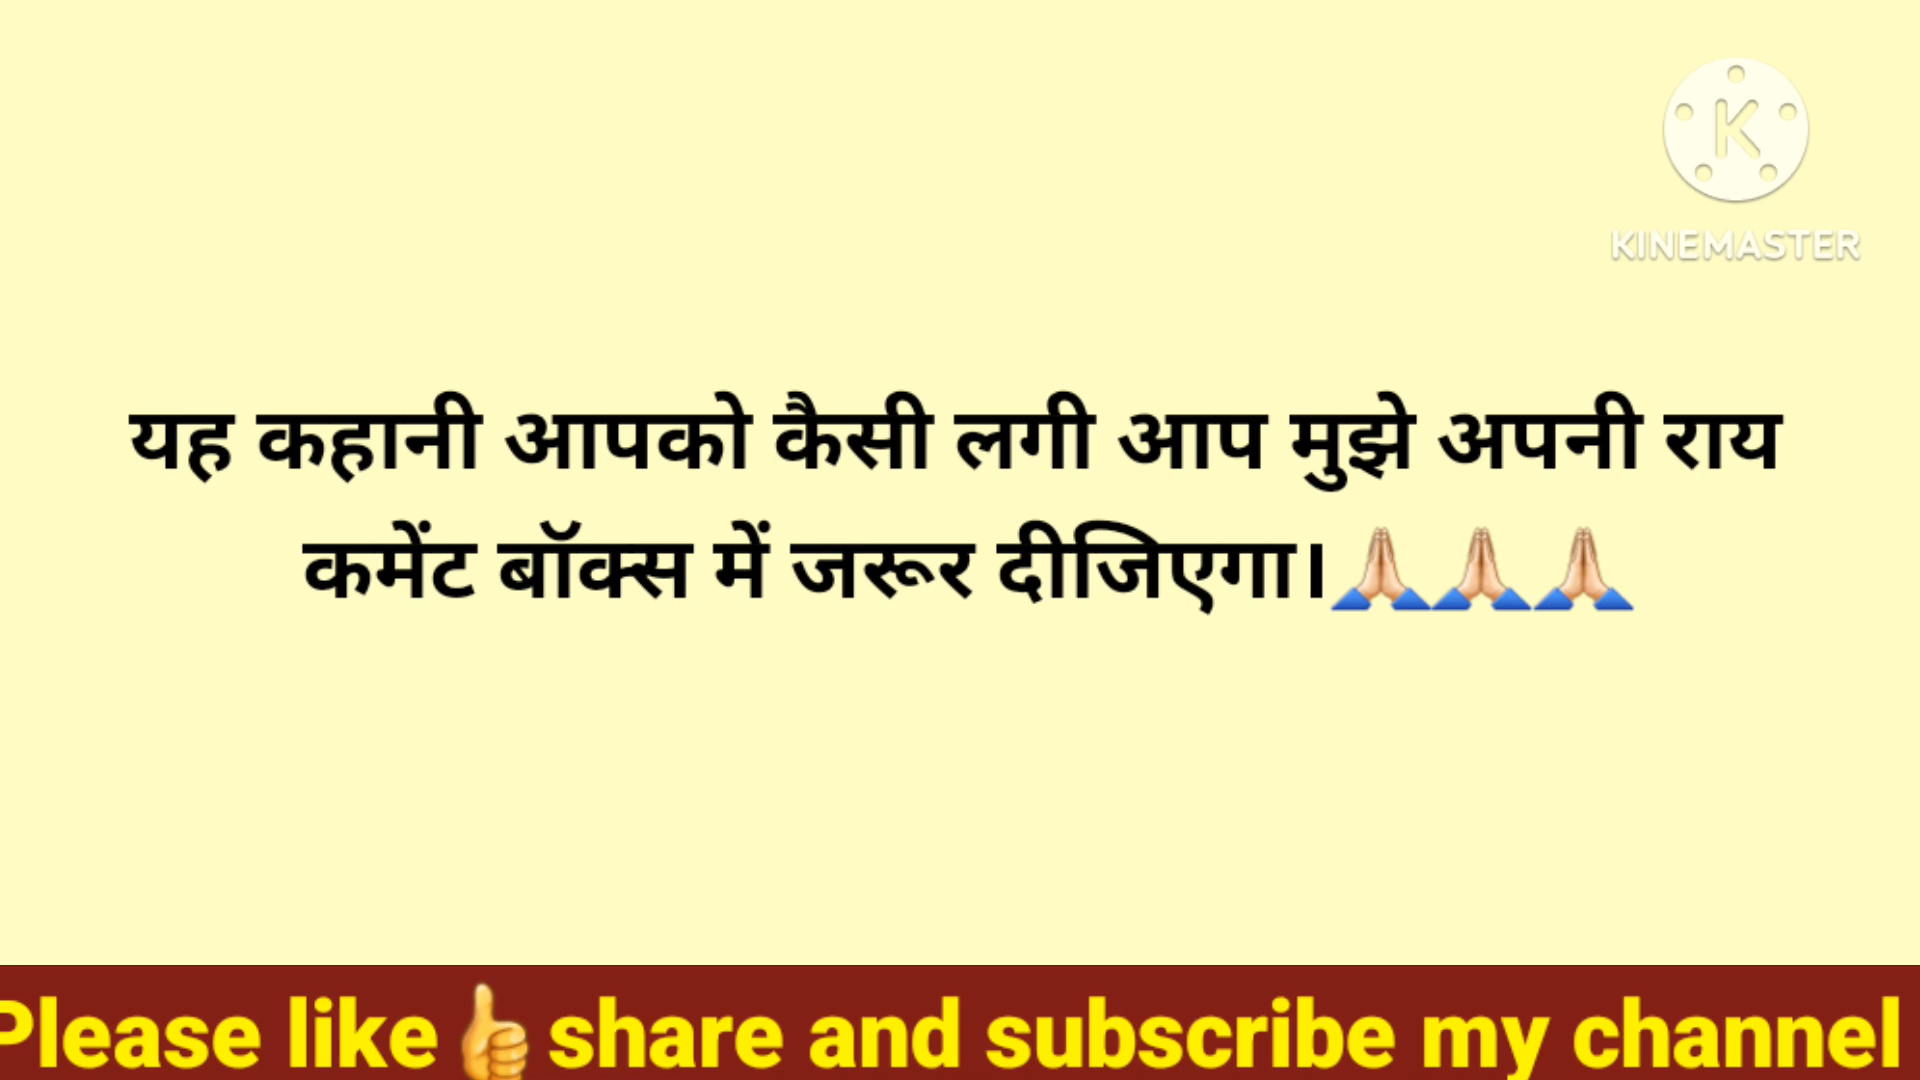 KINEMASTER
यह कहानी आपको कैसी लगी आप मुझे अपनी राय
कमेंट बॉक्स में जरूर दीजिएगा।🙏🏻🙏🏻🙏🏻
Please like👍share and subscribe my channel